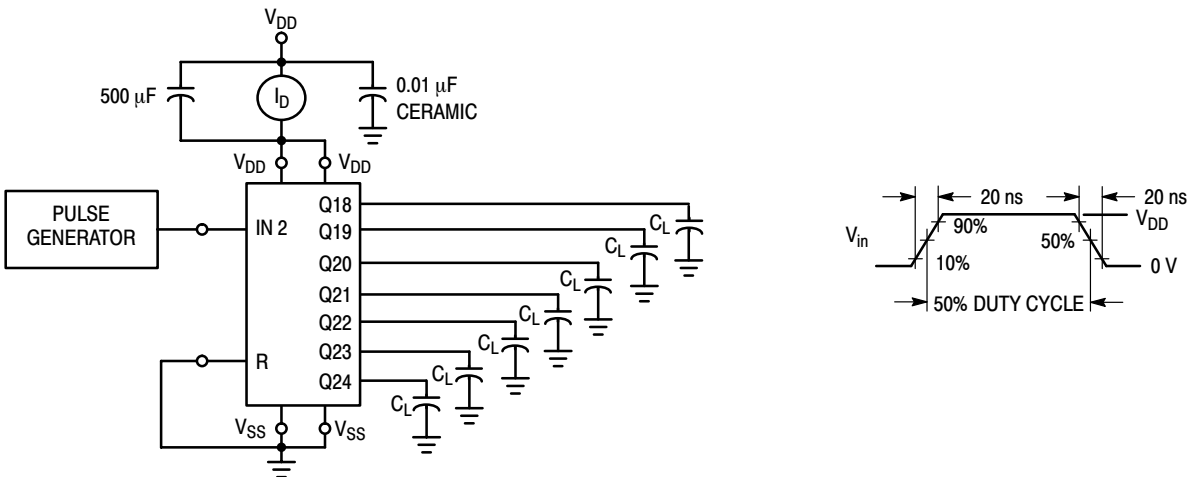 V_DD
500 μF
I_D
0.01 μF
CERAMIC
V_DD
V_DD
PULSE
GENERATOR
IN 2
R
Q18
Q19
Q20
Q21
Q22
Q23
Q24
C_L
C_L
C_L
C_L
C_L
C_L
C_L
V_SS
V_SS
20 ns
20 ns
V_in
90%
10%
50%
V_DD
0 V
50% DUTY CYCLE